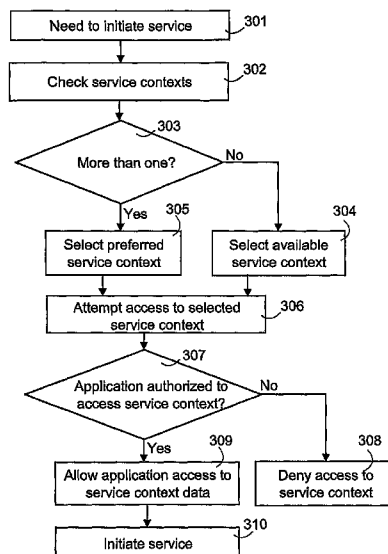 Need to initiate service
301
Check service contexts
302
303
More than one?
No
Yes
305
304
Select preferred
service context
Select available
service context
Attempt access to selected
service context
306
307
Application authorized to
access service context?
No
Yes
309
308
Allow application access to
service context data
Deny access to
service context
310
Initiate service